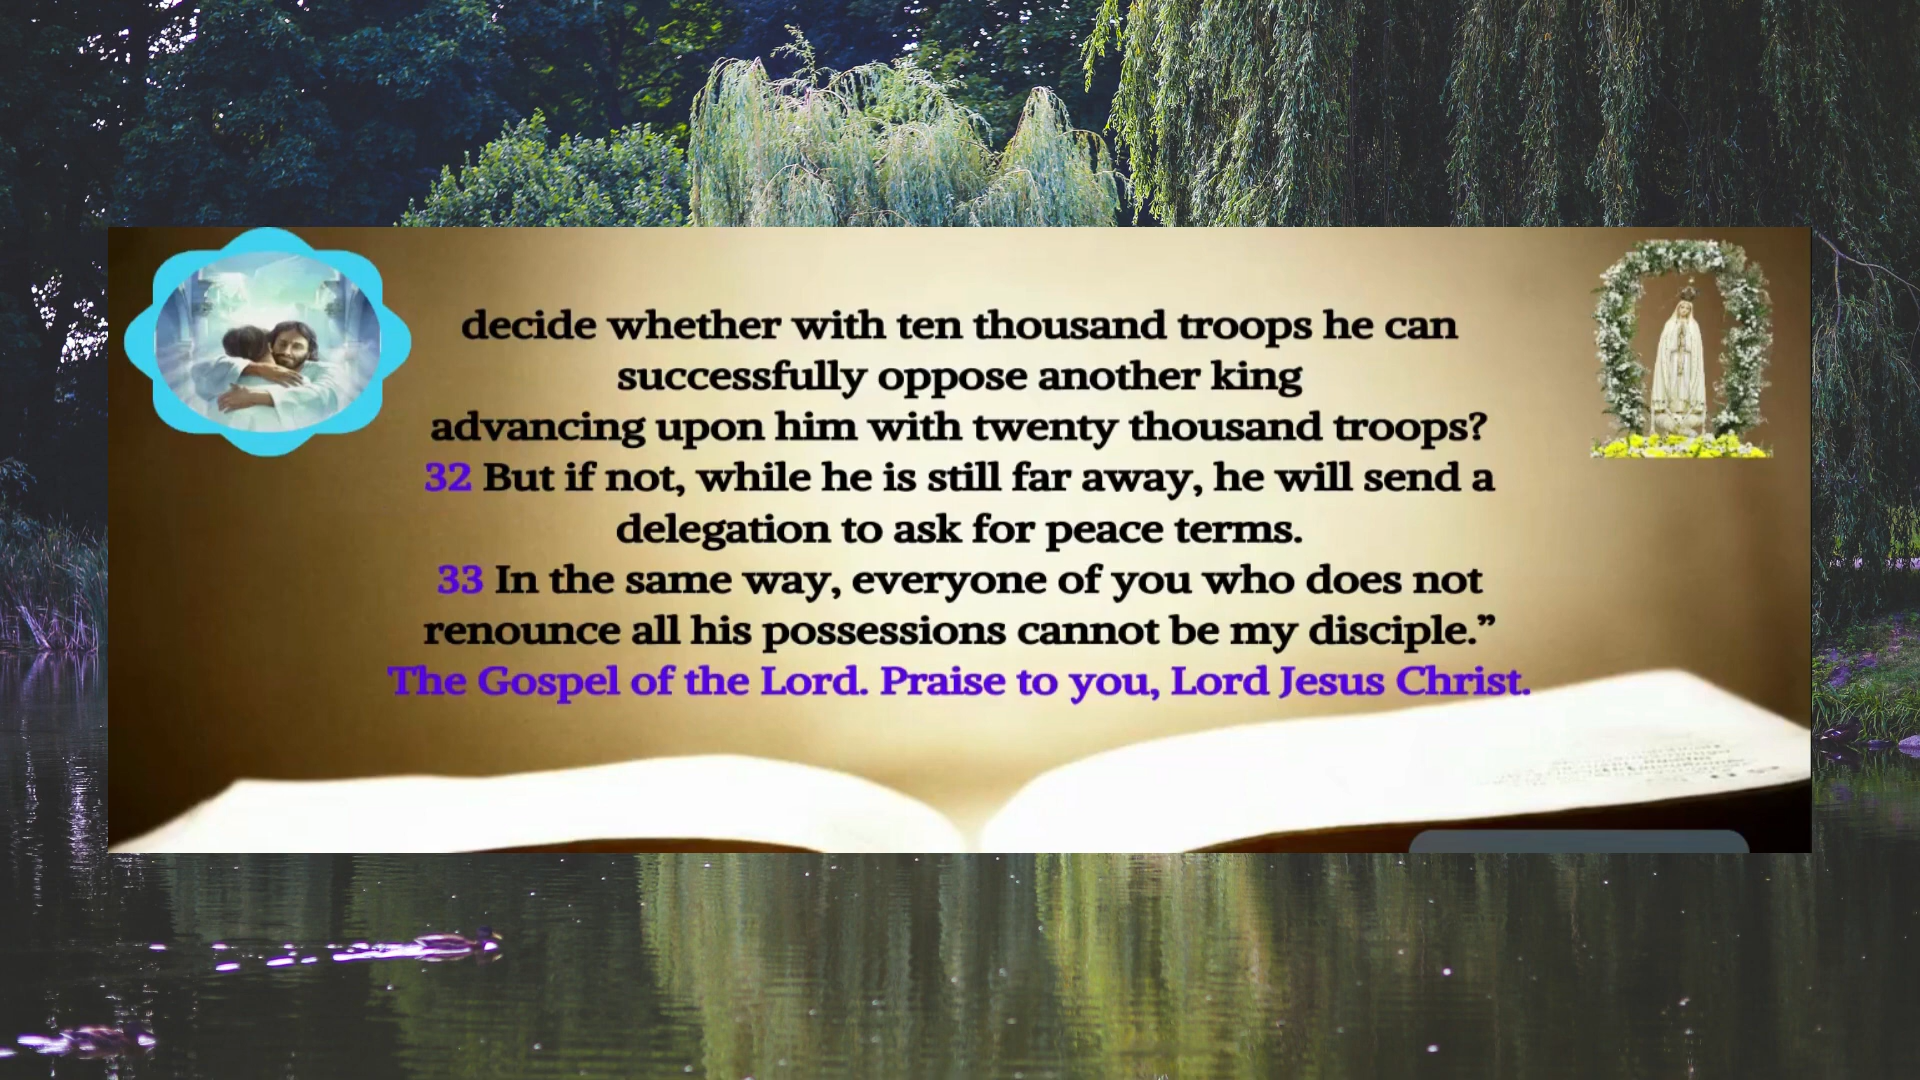 decide whether with ten thousand troops he can
successfully oppose another king
advancing upon him with twenty thousand troops?
32 But if not, while he is still far away, he will send a
delegation to ask for peace terms.
33 In the same way, everyone of you who does not
renounce all his possessions cannot be my disciple.”
The Gospel of the Lord. Praise to you, Lord Jesus Christ.